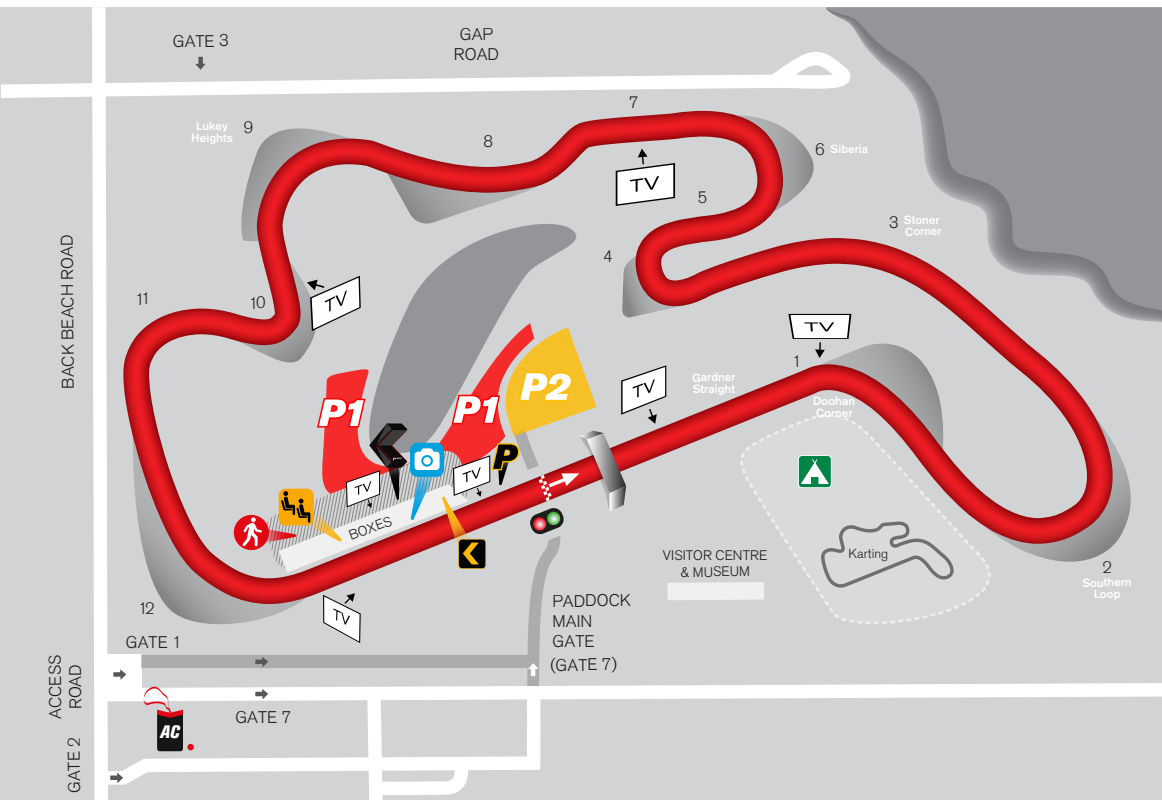 GATE 3
GAP
ROAD
7
9
Lukey
Heights
8
6
Siberia
TV
5
3
Stoner
Corner
4
BACK BEACH ROAD
11
10
TV
TV
1
Gardner
Straight
TV
Doohan
Corner
P1
P1
P2
P
TV
TV
BOXES
Karting
VISITOR CENTRE
& MUSEUM
2
Southern
Loop
12
TV
PADDOCK
MAIN
GATE
(GATE 7)
GATE 1
ACCESS
ROAD
GATE 7
AC
GATE 2